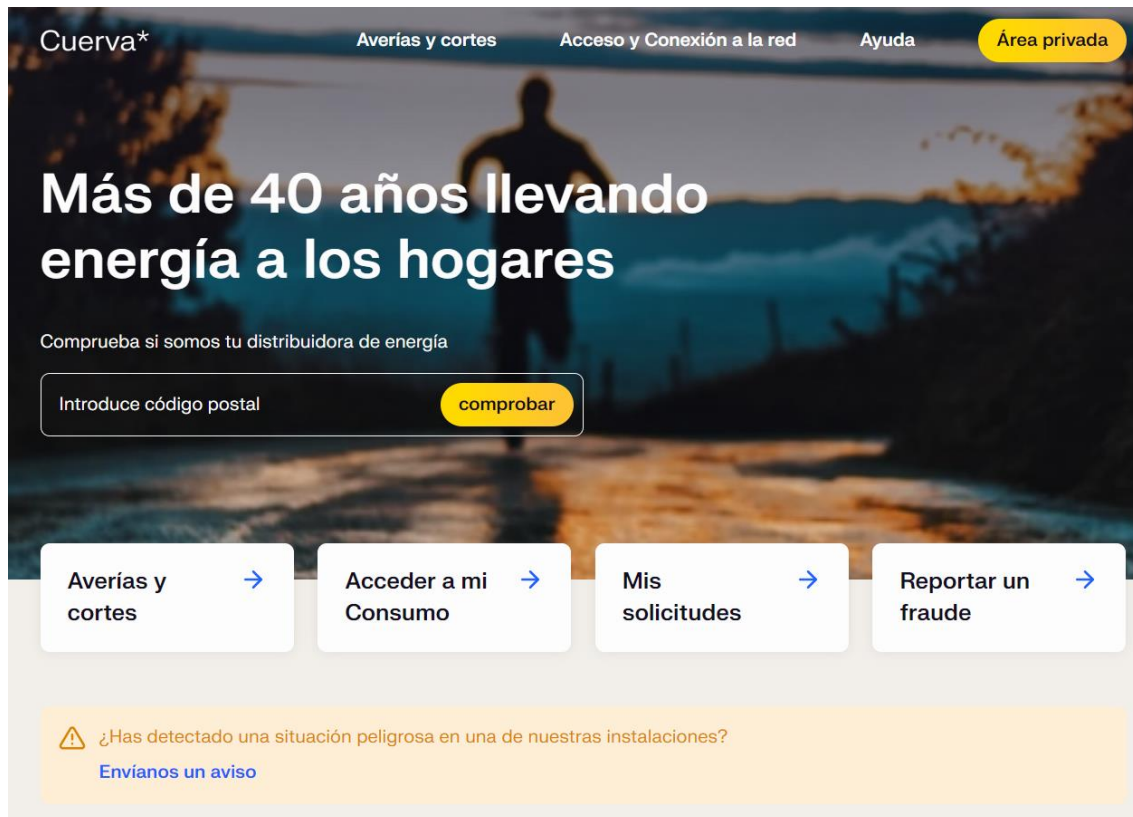 Cuerva*
Averías y cortes
Acceso y Conexión a la red
Ayuda
Área privada
Más de 40 años llevando
energía a los hogares
Comprueba si somos tu distribuidora de energía
Introduce código postal
comprobar
Averías y
cortes
Acceder a mi
Consumo
Mis
solicitudes
Reportar un
fraude
¿Has detectado una situación peligrosa en una de nuestras instalaciones?
Envíanos un aviso